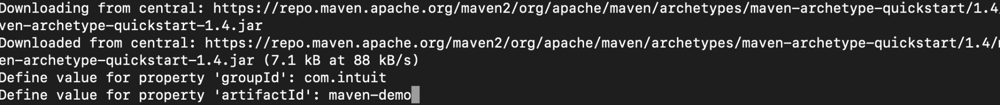 Downloading from central: https://repo.maven.apache.org/maven2/org/apache/maven/archetypes/maven-archetype-quickstart/1.4/
ven-archetype-quickstart-1.4.jar
Downloaded from central: https://repo.maven.apache.org/maven2/org/apache/maven/archetypes/maven-archetype-quickstart/1.4/
en-archetype-quickstart-1.4.jar (7.1 kB at 88 kB/s)
Define value for property 'groupId': com.intuit
Define value for property 'artifactId': maven-demo